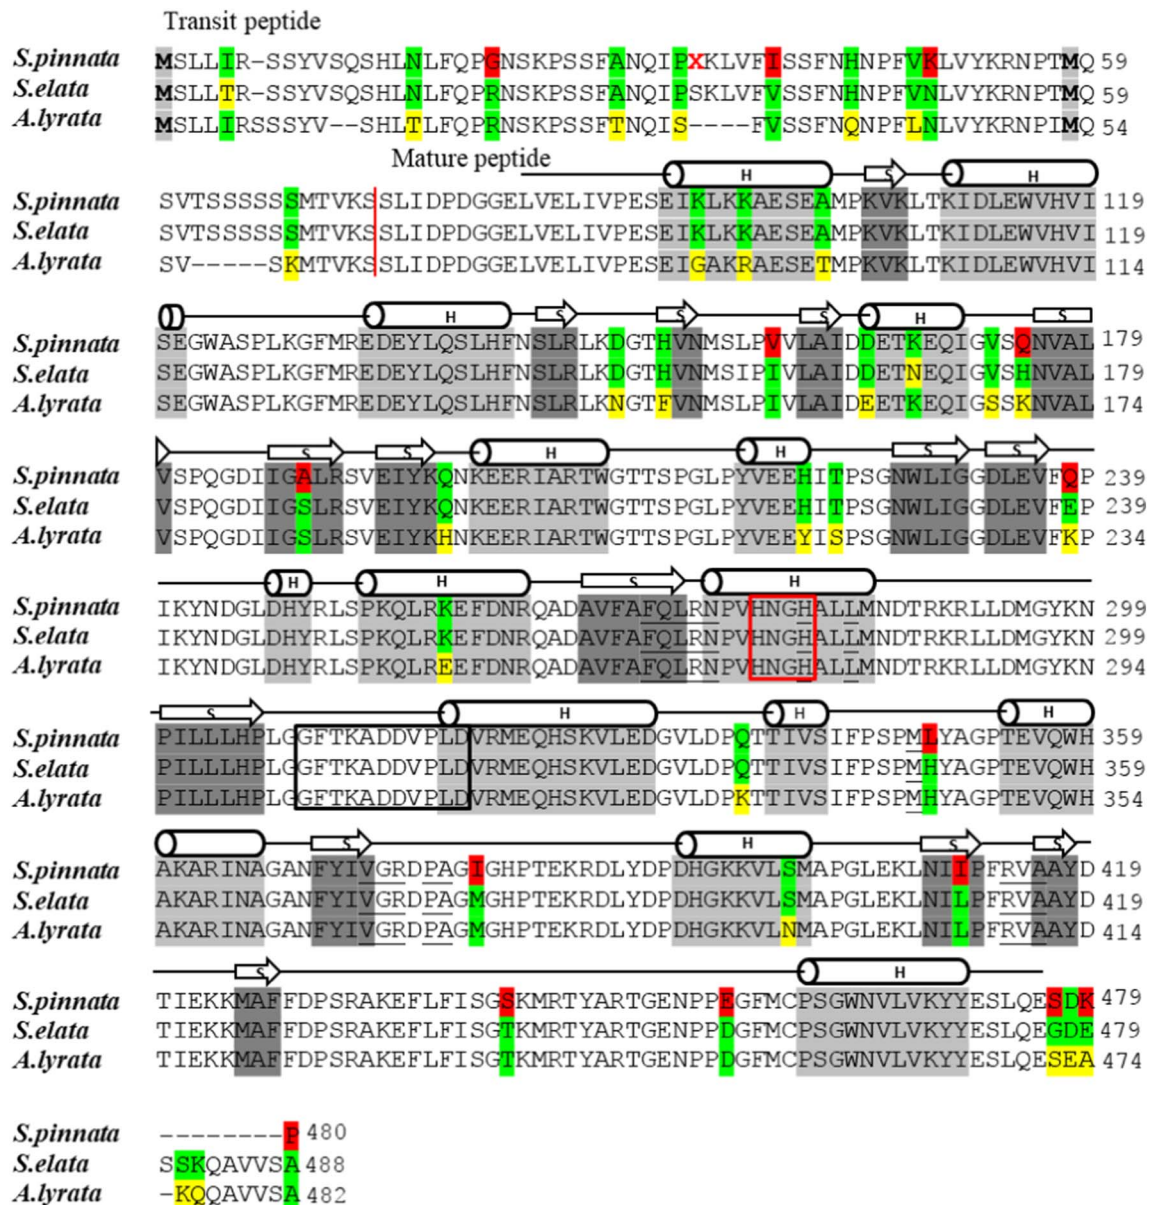 Transit peptide
S.pinnata MSLLIR-SSYVSQSHLNLFQPGNSKPSSFANQIPXKLVFISSFNHNPFVKLVYKRNPTMQ 59
S.elata MSLLTR-SSYVSQSHLNLFQPRNSKPSSFANQIPSKLVFVSSFNHNPFVNLVYKRNPTMQ 59
A.lyrata MSLLIRSSSYV--SHLTLFQPRNSKPSSFTNQIS----FVSSFNQNPFLNLVYKRNPIMQ 54
Mature peptide
H S H
S.pinnata SVTSSSSSSMTVKSSLIDPDGGELVELIVPESEIKLKKAESEAMPKVKLTKIDLEWVHVI 119
S.elata SVTSSSSSSMTVKSSLIDPDGGELVELIVPESEIKLKKAESEAMPKVKLTKIDLEWVHVI 119
A.lyrata SV-----SKMTVKSSLIDPDGGELVELIVPESEIGAKRAESETMPKVKLTKIDLEWVHVI 114
H S S S H S
S.pinnata SEGWASPLKGFMREDEYLQSLHFNSLRLKDGTHVNMSLPVVLAIDDETKEQIGVSQNVAL 179
S.elata SEGWASPLKGFMREDEYLQSLHFNSLRLKDGTHVNMSIPIVLAIDDETNEQIGVSHNVAL 179
A.lyrata SEGWASPLKGFMREDEYLQSLHFNSLRLKNGTFVNMSLPIVLAIDEETKEQIGSSKNVAL 174
S S H H S S
S.pinnata VSPQGDIIGALRSVEIYKQNKEERIARTWGTTSPGLPYVEEHITPSGNWLIGGDLEVFQP 239
S.elata VSPQGDIIGSLRSVEIYKQNKEERIARTWGTTSPGLPYVEEHITPSGNWLIGGDLEVFEP 239
A.lyrata VSPQGDIIGSLRSVEIYKHNKEERIARTWGTTSPGLPYVEEYISPSGNWLIGGDLEVFKP 234
H H S H
S.pinnata IKYNDGLDHYRLSPKQLRKEFDNRQADAVFAFQLRNPVHNGHALLMNDTRKRLLDMGYKN 299
S.elata IKYNDGLDHYRLSPKQLRKEFDNRQADAVFAFQLRNPVHNGHALLMNDTRKRLLDMGYKN 299
A.lyrata IKYNDGLDHYRLSPKQLREEFDNRQADAVFAFQLRNPVHNGHALLMNDTRKRLLDMGYKN 294
S H H H
S.pinnata PILLLHPLGGFTKADDVPLDVRMEQHSKVLEDGVLDPQTTIVSIFPSPMLYAGPTEVQWH 359
S.elata PILLLHPLGGFTKADDVPLDVRMEQHSKVLEDGVLDPQTTIVSIFPSPMHYAGPTEVQWH 359
A.lyrata PILLLHPLGGFTKADDVPLDVRMEQHSKVLEDGVLDPKTTIVSIFPSPMHYAGPTEVQWH 354
S H S S
S.pinnata AKARINAGANFYIVGRDPAGIGHPTEKRDLYDPDHGKKVLSMAPGLEKLNIIPFRVAAYD 419
S.elata AKARINAGANFYIVGRDPAGMGHPTEKRDLYDPDHGKKVLSMAPGLEKLNILPFRVAAYD 419
A.lyrata AKARINAGANFYIVGRDPAGMGHPTEKRDLYDPDHGKKVLNMAPGLEKLNILPFRVAAYD 414
S H
S.pinnata TIEKKMAFFDPSRAKEFLFISGSKMRTYARTGENPPEGFMCPSGWNVLVKYYESLQESDK 479
S.elata TIEKKMAFFDPSRAKEFLFISGTKMRTYARTGENPPDGFMCPSGWNVLVKYYESLQEGDE 479
A.lyrata TIEKKMAFFDPSRAKEFLFISGTKMRTYARTGENPPDGFMCPSGWNVLVKYYESLQESEA 474
S.pinnata --------P 480
S.elata SSKQAVVSA 488
A.lyrata -KQQAVVSA 482